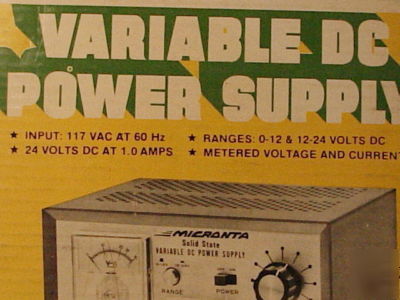 VARIABLE DC
POWER SUPPLY
★ INPUT: 117 VAC AT 60 Hz ★ RANGES: 0-12 & 12-24 VOLTS DC
★ 24 VOLTS DC AT 1.0 AMPS ★ METERED VOLTAGE AND CURRENT
MICRONTA
Solid State
VARIABLE DC POWER SUPPLY
RANGE POWER